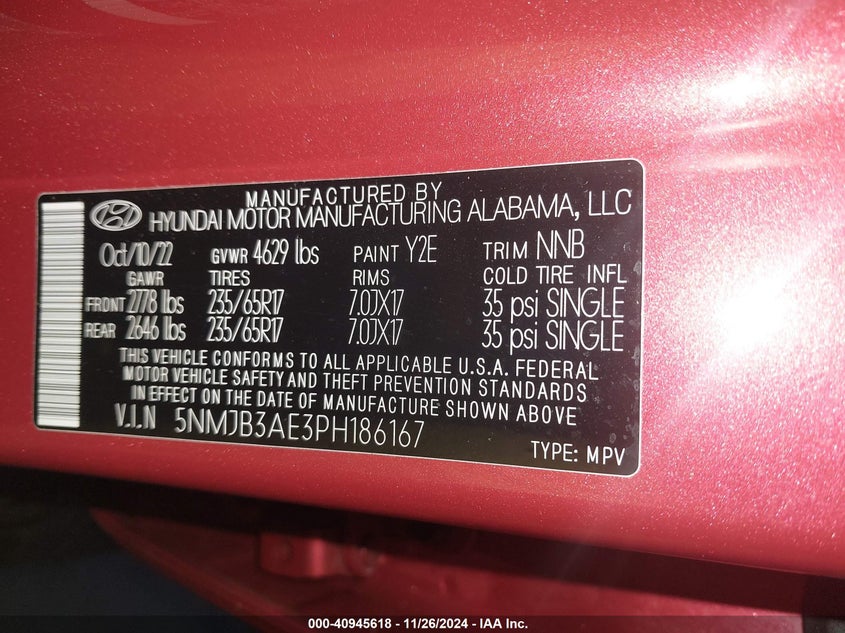 MANUFACTURED BY
HYUNDAI MOTOR MANUFACTURING ALABAMA, LLC
Oct/10/22 GVWR 4629 lbs PAINT Y2E TRIM NNB
GAWR TIRES RIMS COLD TIRE INFL
FRONT 2778 lbs 235/65R17 7.0JX17 35 psi SINGLE
REAR 2646 lbs 235/65R17 7.0JX17 35 psi SINGLE
THIS VEHICLE CONFORMS TO ALL APPLICABLE U.S.A. FEDERAL
MOTOR VEHICLE SAFETY AND THEFT PREVENTION STANDARDS
IN EFFECT ON THE DATE OF MANUFACTURE SHOWN ABOVE
V.I.N 5NMJB3AE3PH186167
TYPE: MPV
000-40945618 - 11/26/2024 - IAA Inc.